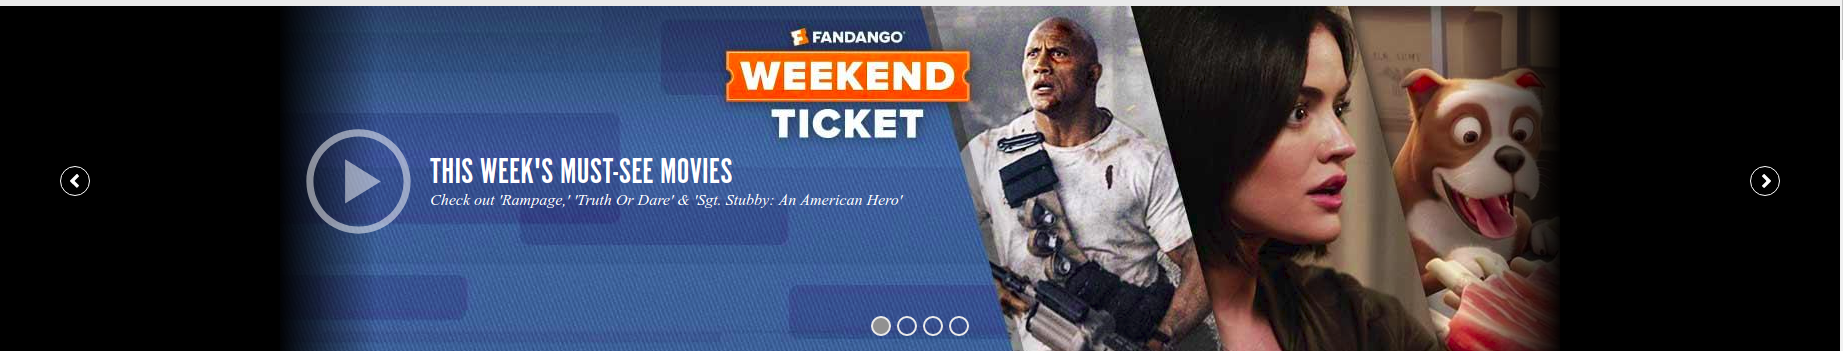 FANDANGO
WEEKEND
TICKET
THIS WEEK'S MUST-SEE MOVIES
Check out 'Rampage,' 'Truth Or Dare' & 'Sgt. Stubby: An American Hero'
U.S. ARMY